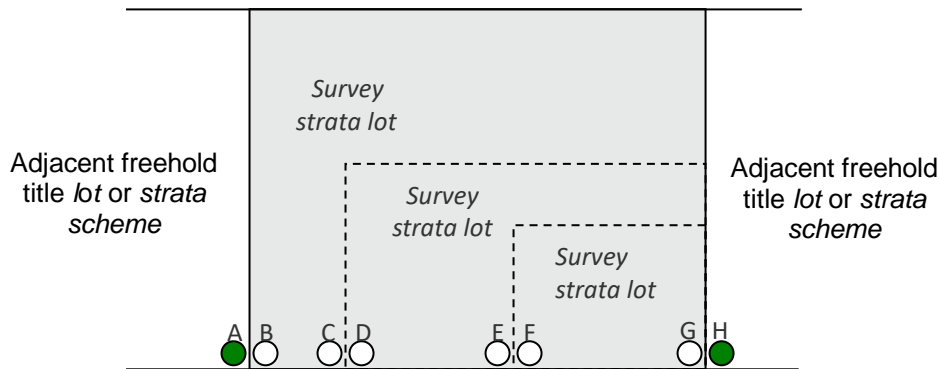 Survey
strata lot
Adjacent freehold
title lot or strata
scheme
Survey
strata lot
Adjacent freehold
title lot or strata
scheme
Survey
strata lot
A B C D E F G H